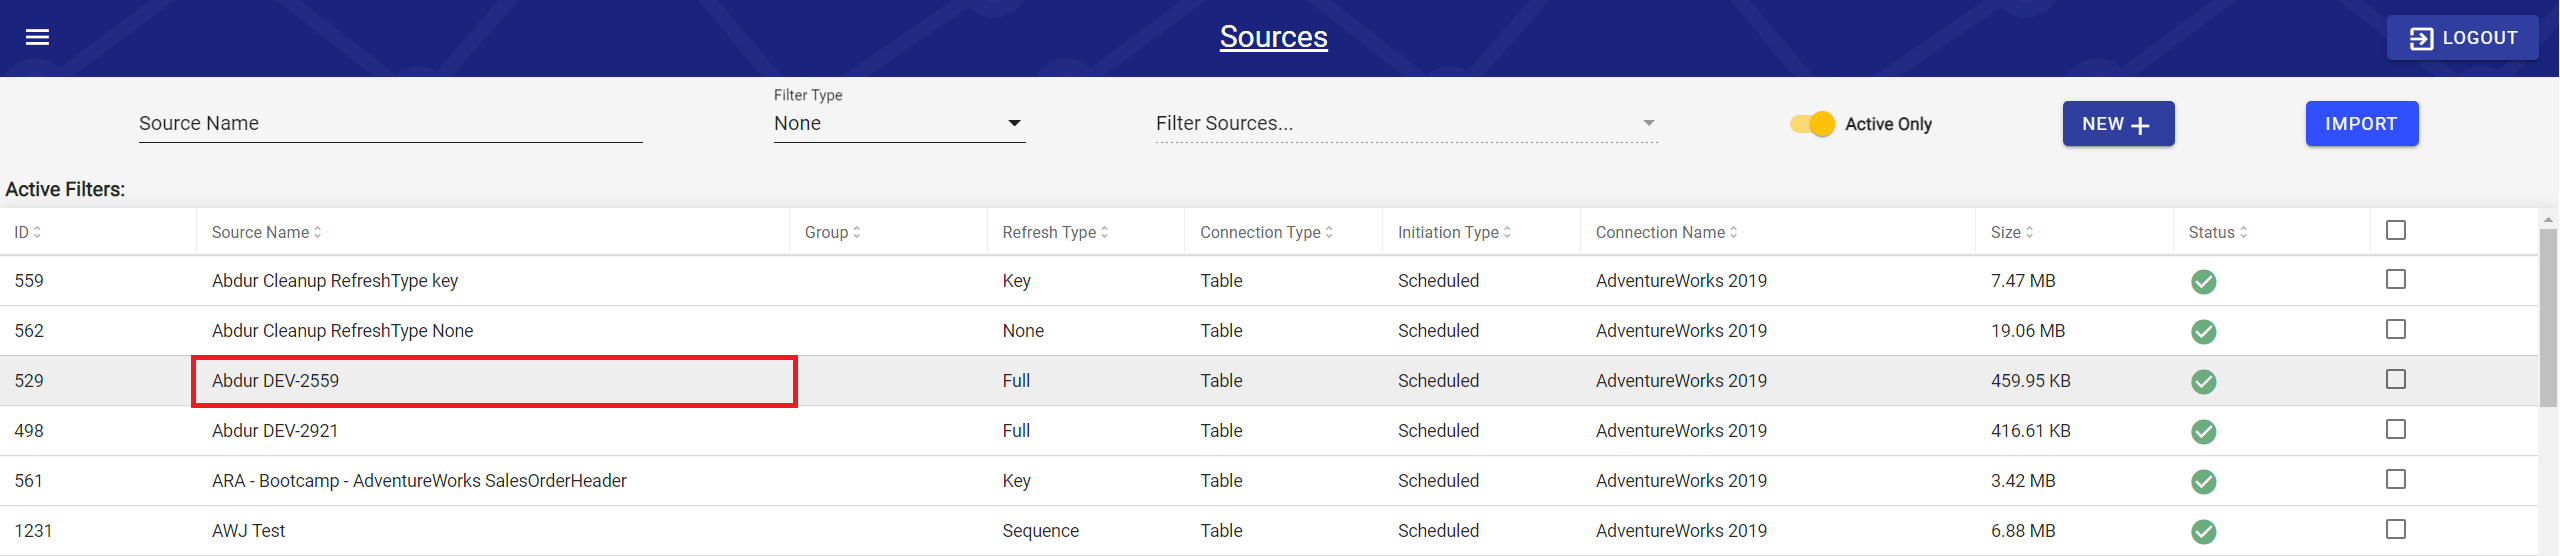 Sources
LOGOUT
Filter Type
Source Name None Filter Sources... Active Only NEW IMPORT
Active Filters:
ID Source Name Group Refresh Type Connection Type Initiation Type Connection Name Size Status
559 Abdur Cleanup RefreshType key Key Table Scheduled AdventureWorks 2019 7.47 MB
562 Abdur Cleanup RefreshType None None Table Scheduled AdventureWorks 2019 19.06 MB
529 Abdur DEV-2559 Full Table Scheduled AdventureWorks 2019 459.95 KB
498 Abdur DEV-2921 Full Table Scheduled AdventureWorks 2019 416.61 KB
561 ARA - Bootcamp - AdventureWorks SalesOrderHeader Key Table Scheduled AdventureWorks 2019 3.42 MB
1231 AWJ Test Sequence Table Scheduled AdventureWorks 2019 6.88 MB